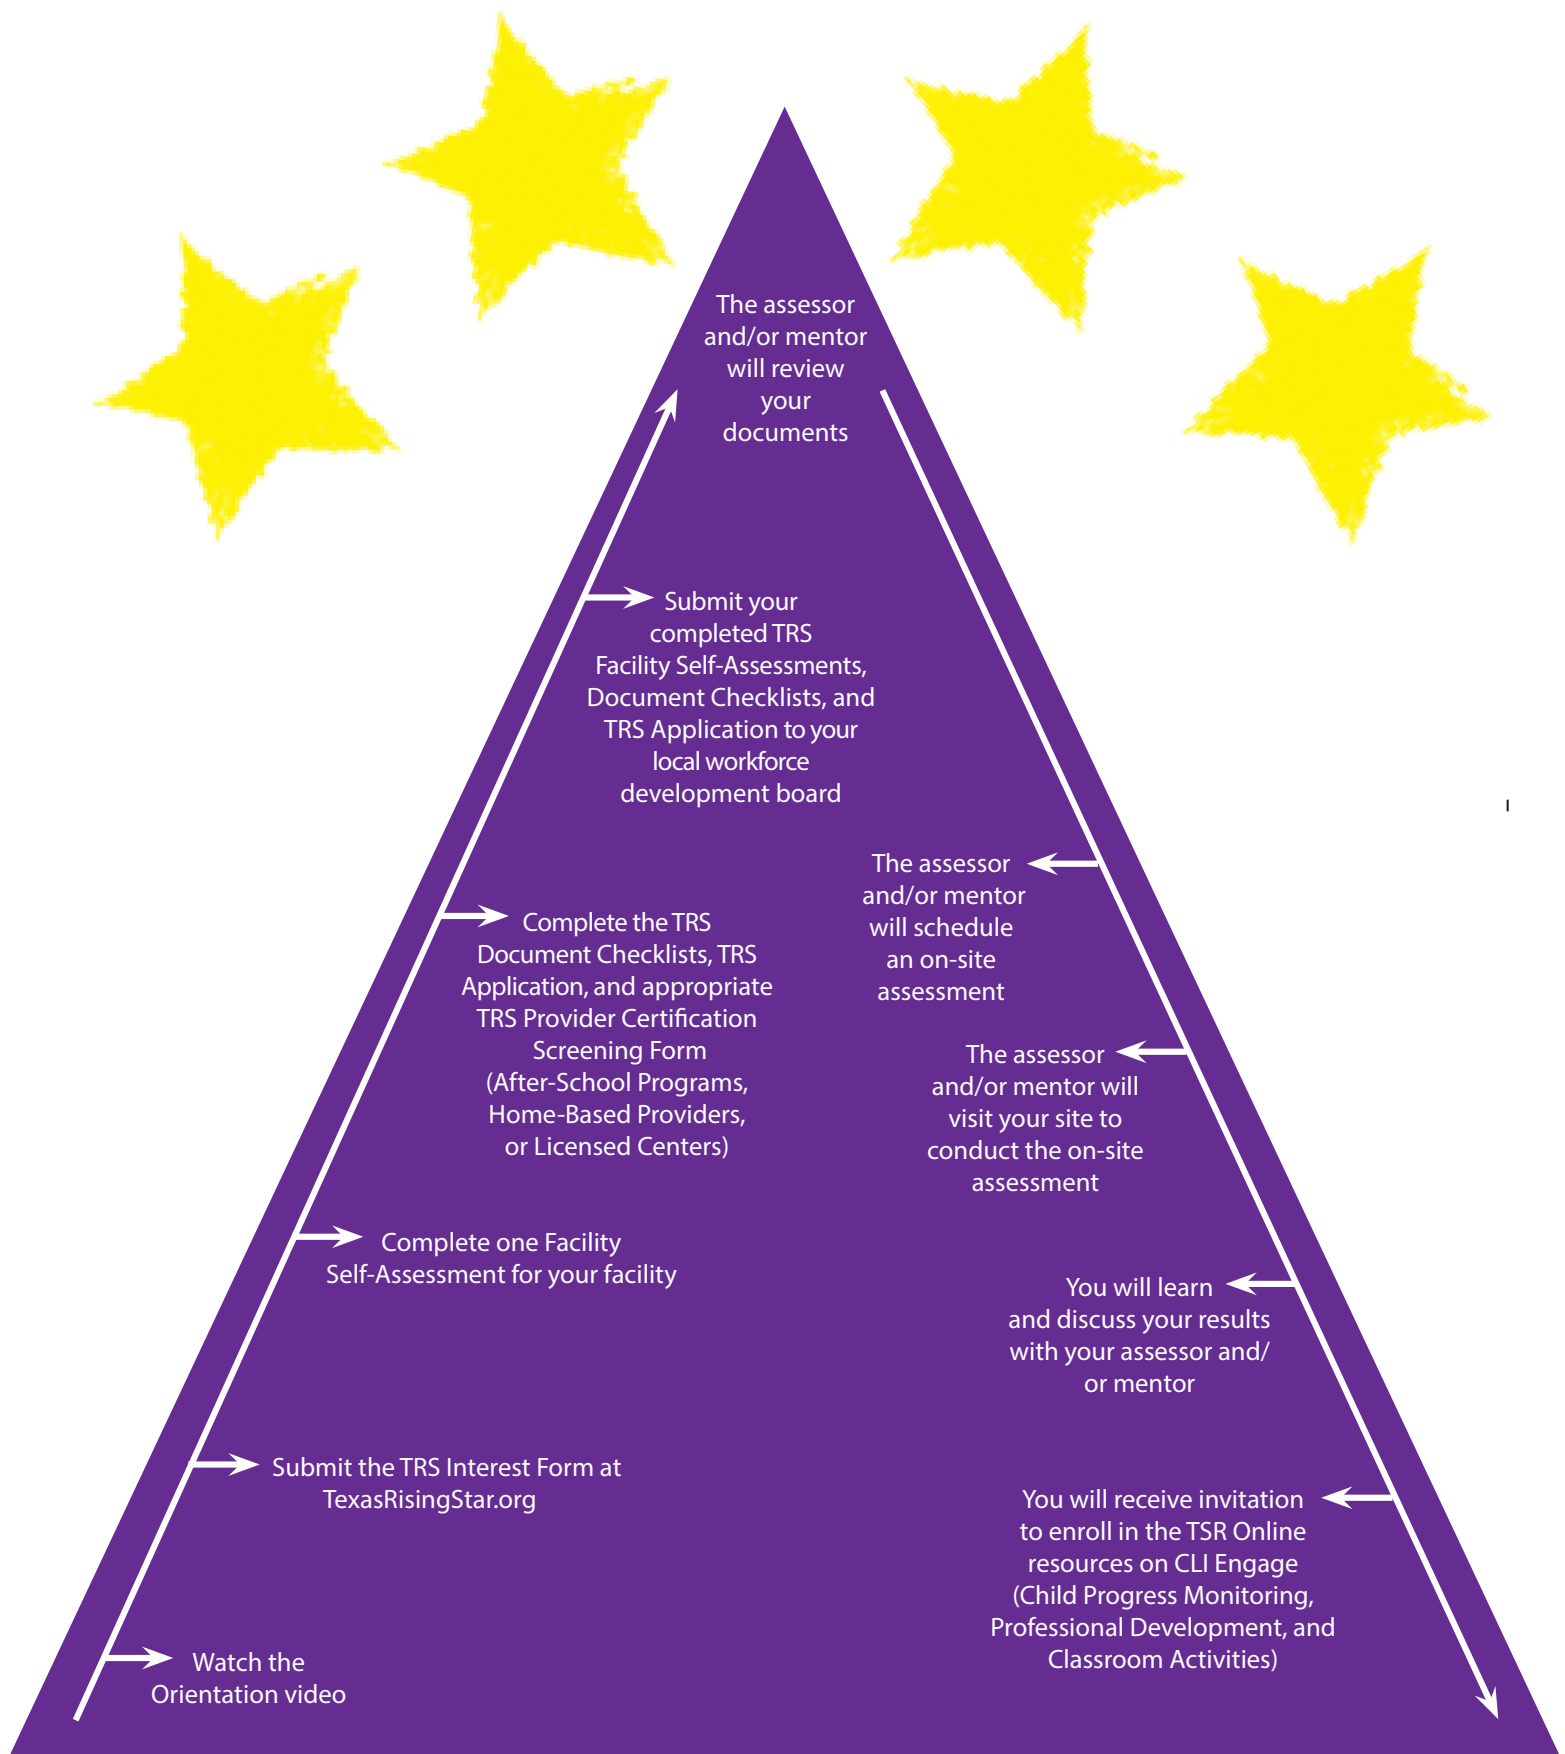 The assessor
and/or mentor
will review
your
documents
Submit your
completed TRS
Facility Self-Assessments,
Document Checklists, and
TRS Application to your
local workforce
development board
Complete the TRS
Document Checklists, TRS
Application, and appropriate
TRS Provider Certification
Screening Form
(After-School Programs,
Home-Based Providers,
or Licensed Centers)
Complete one Facility
Self-Assessment for your facility
Submit the TRS Interest Form at
TexasRisingStar.org
Watch the
Orientation video
The assessor
and/or mentor
will schedule
an on-site
assessment
The assessor
and/or mentor will
visit your site to
conduct the on-site
assessment
You will learn
and discuss your results
with your assessor and/
or mentor
You will receive invitation
to enroll in the TSR Online
resources on CLI Engage
(Child Progress Monitoring,
Professional Development, and
Classroom Activities)